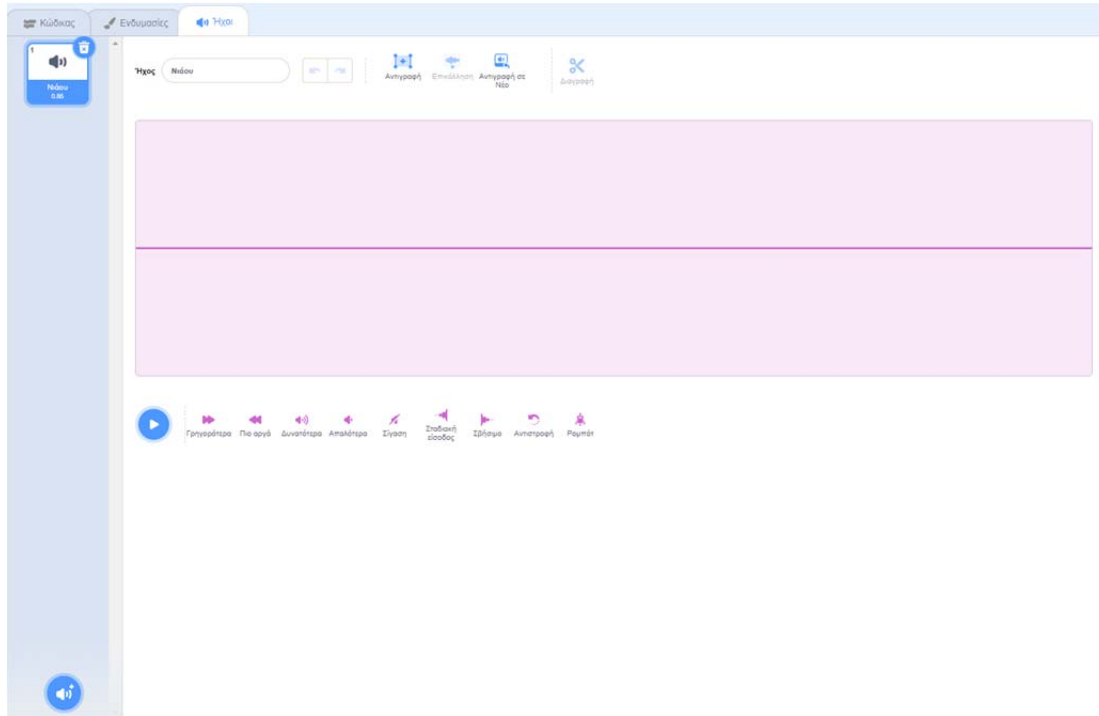 Κώδικας Ενδυμασίες Ήχοι
1
Νιάου
0.85
Ήχος Νιάου
Αντιγραφή Επικόλληση Αντιγραφή σε Νέο Διαγραφή
Γρηγορότερα Πιο αργά Δυνατότερα Απαλότερα Σίγαση Σταδιακή είσοδος Σβήσιμο Αντιστροφή Ρομπότ